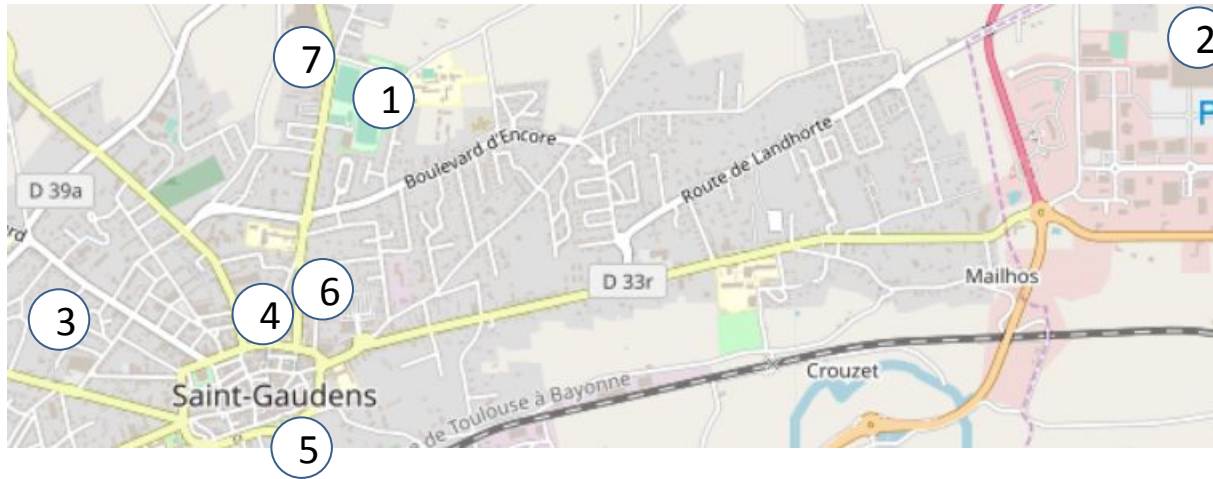 7
2
1
P
Boulevard d'Encore
Route de Landhorte
D 39a
ard
D 33r
Mailhos
6
4
3
Crouzet
Saint-Gaudens
de Toulouse à Bayonne
5